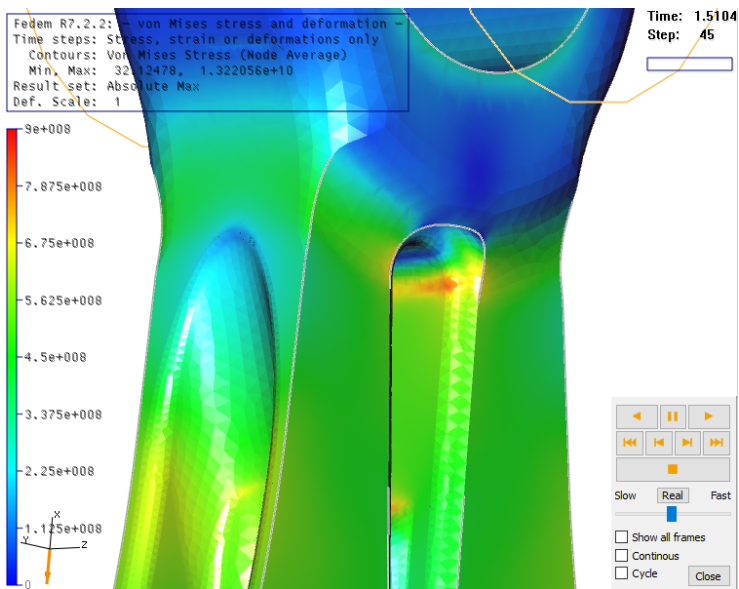 Fedem R7.2.2: - von Mises stress and deformation -
Time steps: Stress, strain or deformations only
Contours: Von Mises Stress (Node Average)
Min, Max: 32.12478, 1.322056e+10
Result set: Absolute Max
Def. Scale: 1
Time: 1.5104
Step: 45
9e+008
7.875e+008
6.75e+008
5.625e+008
4.5e+008
3.375e+008
2.25e+008
1.125e+008
0
X
Y
Z
Slow Real Fast
Show all frames
Continous
Cycle
Close